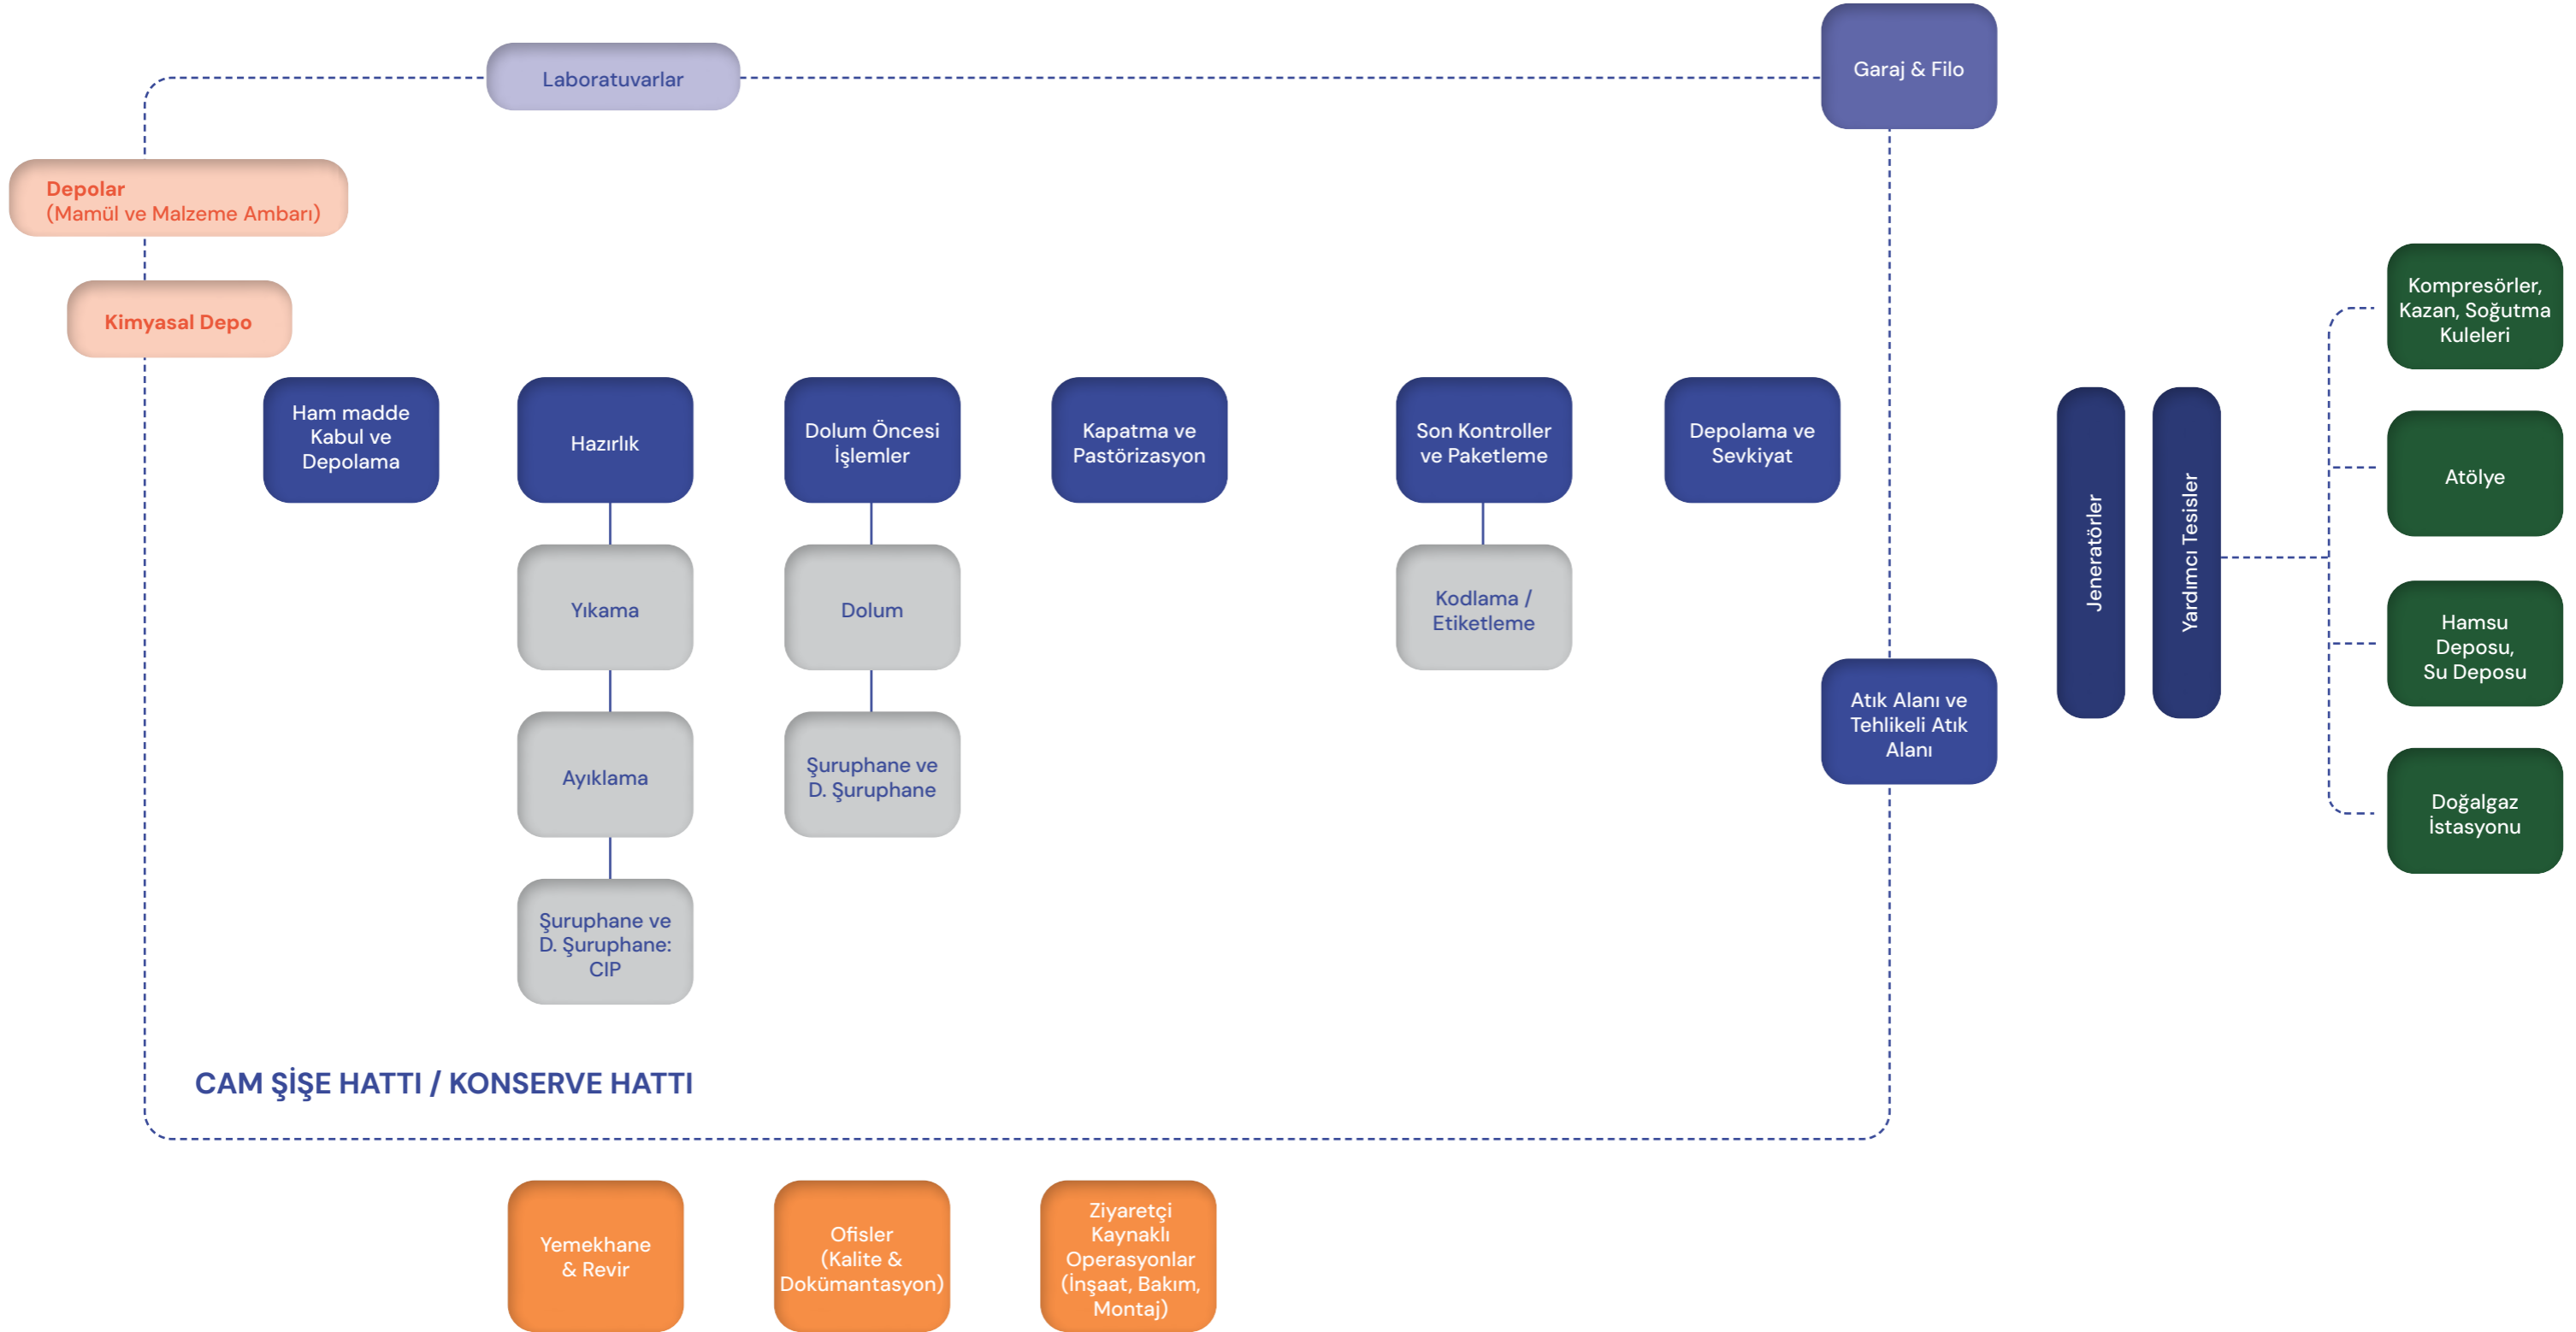 Laboratuvarlar
Garaj & Filo
Depolar
(Mamül ve Malzeme Ambarı)
Kimyasal Depo
Ham madde
Kabul ve
Depolama
Hazırlık
Dolum Öncesi
İşlemler
Kapatma ve
Pastörizasyon
Son Kontroller
ve Paketleme
Depolama ve
Sevkiyat
Yıkama
Dolum
Kodlama /
Etiketleme
Ayıklama
Şuruphane ve
D. Şuruphane
Şuruphane ve
D. Şuruphane:
CIP
Atık Alanı ve
Tehlikeli Atık
Alanı
Jeneratörler
Yardımcı Tesisler
Kompresörler,
Kazan, Soğutma
Kuleleri
Atölye
Hamsu
Deposu,
Su Deposu
Doğalgaz
İstasyonu
CAM ŞİŞE HATTI / KONSERVE HATTI
Yemekhane
& Revir
Ofisler
(Kalite &
Dokümantasyon)
Ziyaretçi
Kaynaklı
Operasyonlar
(İnşaat, Bakım,
Montaj)